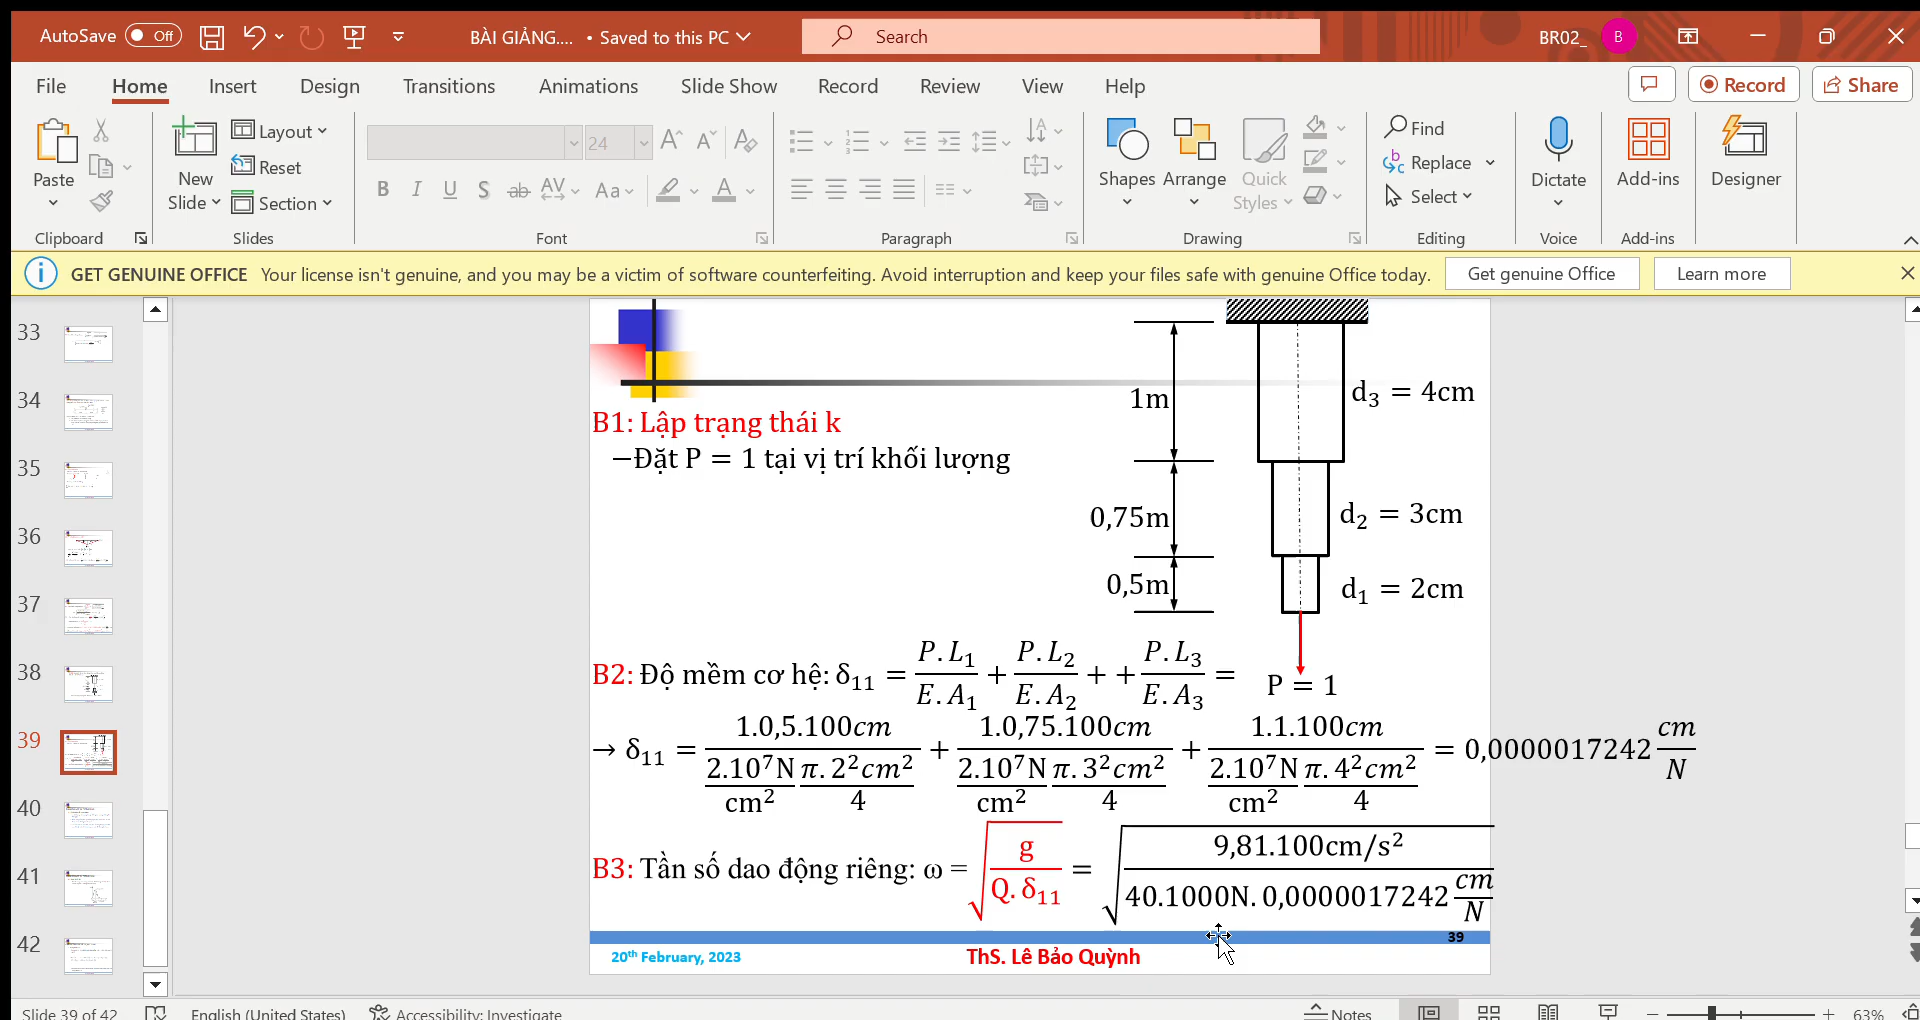 AutoSave Off BÀI GIẢNG.... • Saved to this PC Search BR02_ B
File Home Insert Design Transitions Animations Slide Show Record Review View Help Record Share
Paste
New Slide
Layout
Reset
Section
24
B I U S ab AV Aa A
Shapes Arrange Quick Styles
Find
Replace
Select
Dictate Add-ins Designer
Clipboard Slides Font Paragraph Drawing Editing Voice Add-ins
GET GENUINE OFFICE Your license isn't genuine, and you may be a victim of software counterfeiting. Avoid interruption and keep your files safe with genuine Office today. Get genuine Office Learn more
33
34
35
36
37
38
39
40
41
42
1m d₃ = 4cm
B1: Lập trạng thái k
−Đặt P = 1 tại vị trí khối lượng
0,75m d₂ = 3cm
0,5m d₁ = 2cm
B2: Độ mềm cơ hệ: δ₁₁ = P.L₁/E.A₁ + P.L₂/E.A₂ + + P.L₃/E.A₃ =
P = 1
→ δ₁₁ = 1.0,5.100cm/(2.10⁷N/cm² π.2²cm²/4) + 1.0,75.100cm/(2.10⁷N/cm² π.3²cm²/4) + 1.1.100cm/(2.10⁷N/cm² π.4²cm²/4) = 0,0000017242 cm/N
B3: Tần số dao động riêng: ω = √(g/Q.δ₁₁) = √(9,81.100cm/s²/40.1000N.0,0000017242 cm/N)
39
20th February, 2023 ThS. Lê Bảo Quỳnh
Slide 39 of 42 English (United States) Accessibility: Investigate Notes 63%